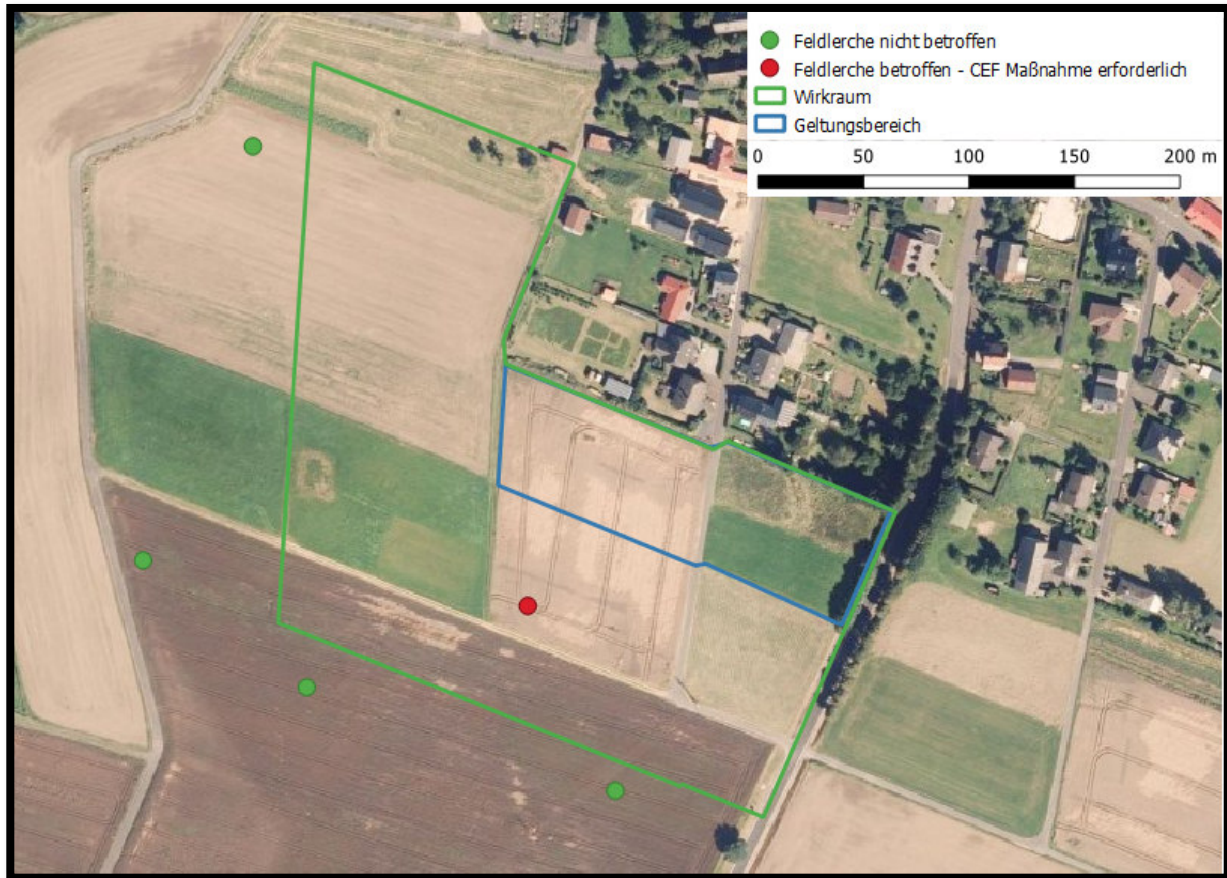 Feldlerche nicht betroffen
Feldlerche betroffen - CEF Maßnahme erforderlich
Wirkraum
Geltungsbereich
0 50 100 150 200 m